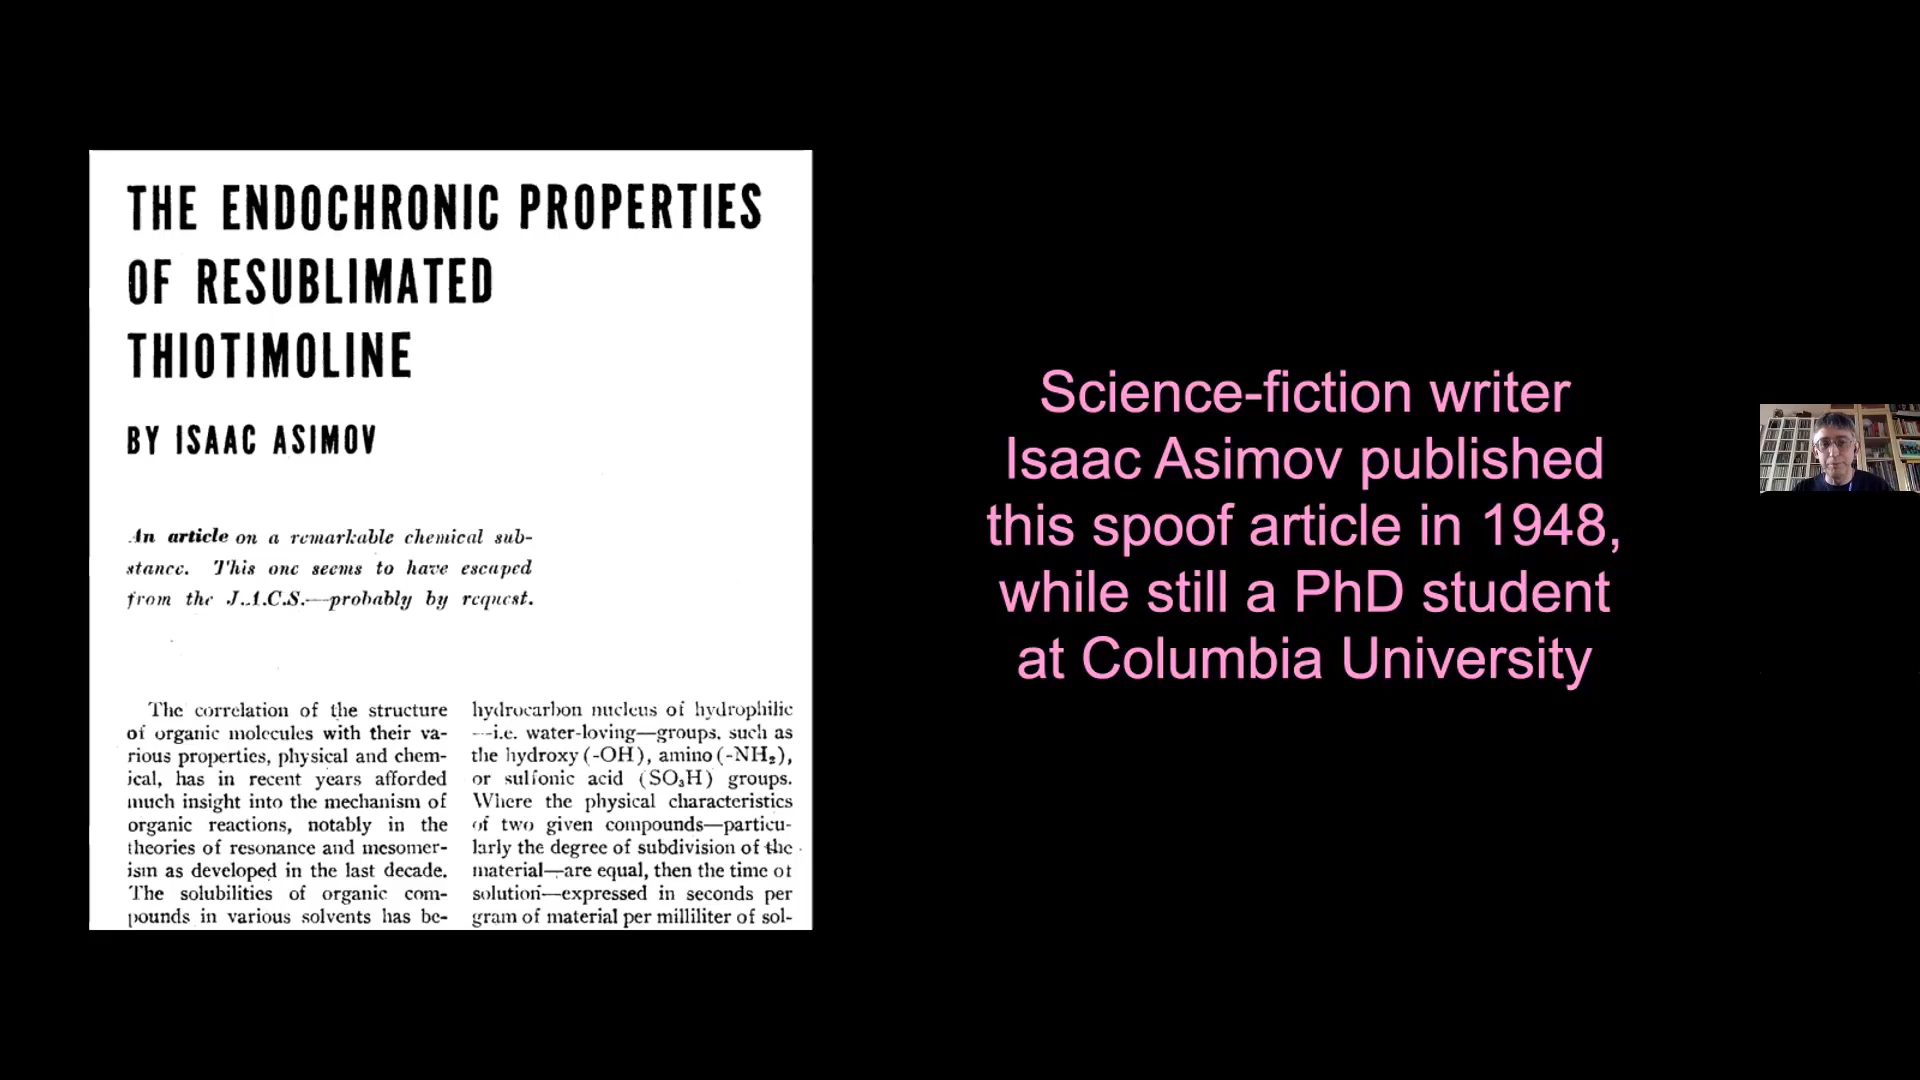 THE ENDOCHRONIC PROPERTIES
OF RESUBLIMATED
THIOTIMOLINE
BY ISAAC ASIMOV
An article on a remarkable chemical sub-
stance. This one seems to have escaped
from the J.A.C.S.—probably by request.
The correlation of the structure
of organic molecules with their va-
rious properties, physical and chem-
ical, has in recent years afforded
much insight into the mechanism of
organic reactions, notably in the
theories of resonance and mesomer-
ism as developed in the last decade.
The solubilities of organic com-
pounds in various solvents has be-
hydrocarbon nucleus of hydrophilic
—i.e. water-loving—groups, such as
the hydroxy (-OH), amino (-NH₂),
or sulfonic acid (SO₃H) groups.
Where the physical characteristics
of two given compounds—particu-
larly the degree of subdivision of the
material—are equal, then the time of
solution—expressed in seconds per
gram of material per milliliter of sol-
Science-fiction writer
Isaac Asimov published
this spoof article in 1948,
while still a PhD student
at Columbia University